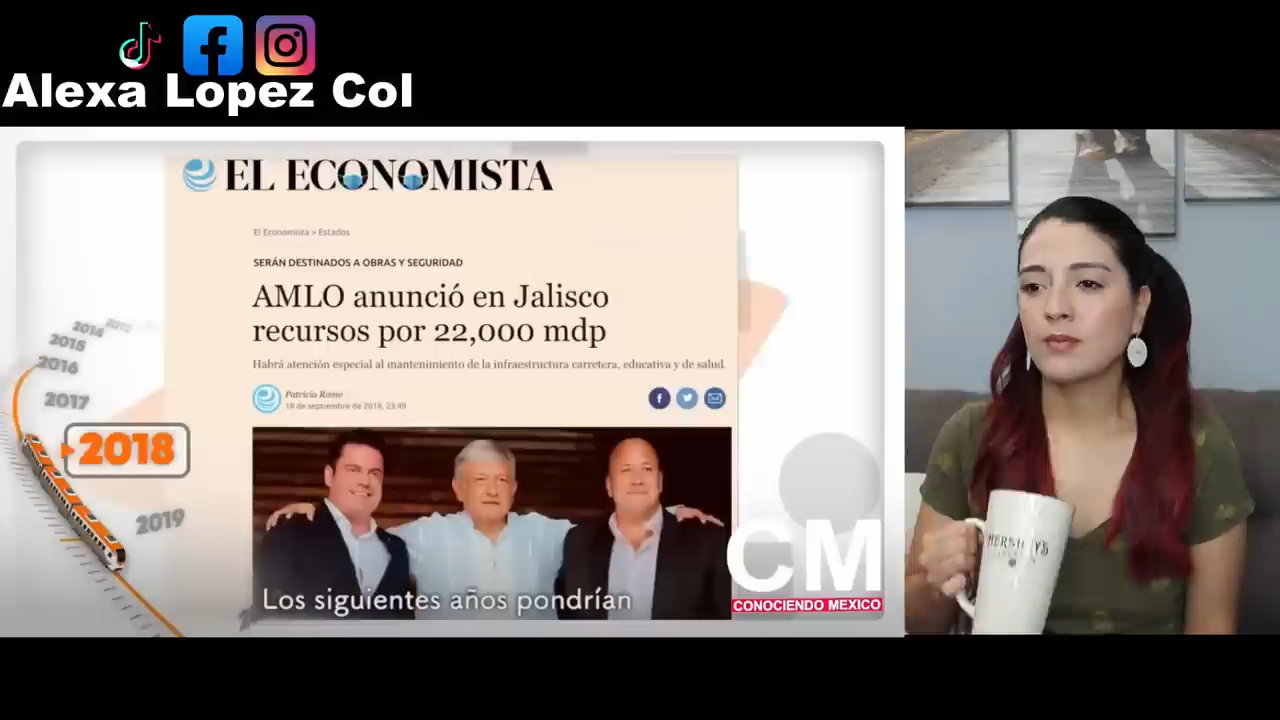 Alexa Lopez Col
EL ECONOMISTA
El Economista > Estados
SERÁN DESTINADOS A OBRAS Y SEGURIDAD
AMLO anunció en Jalisco
recursos por 22,000 mdp
Habrá atención especial al mantenimiento de la infraestructura carretera, educativa y de salud.
Patricia Romo
18 de septiembre de 2018, 23:49
2014
2015
2016
2017
2018
2019
Los siguientes años pondrían
CM
CONOCIENDO MEXICO
HERSHEY'S